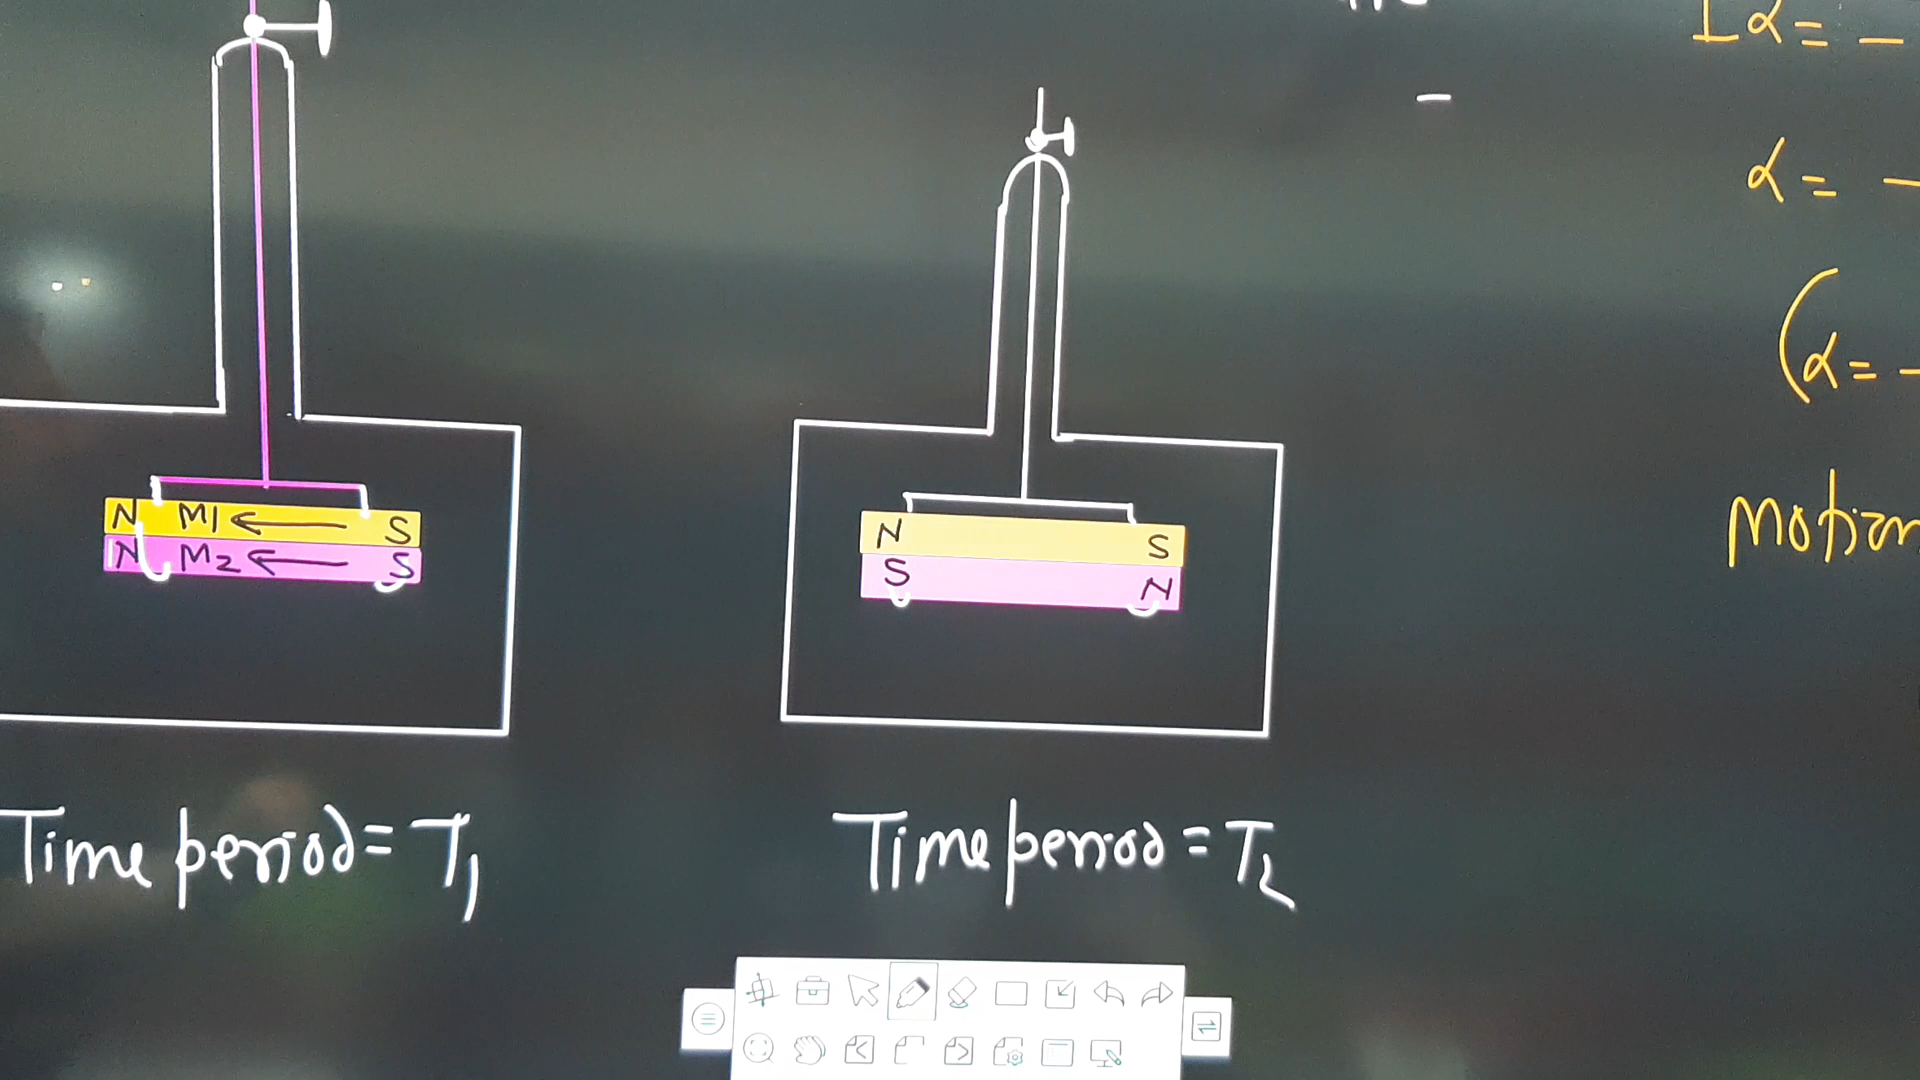 Iα = -
α = -
(α = -
motion
N M1 ← S
N M2 ← S
N S
S N
Time period = T₁
Time period = T₂